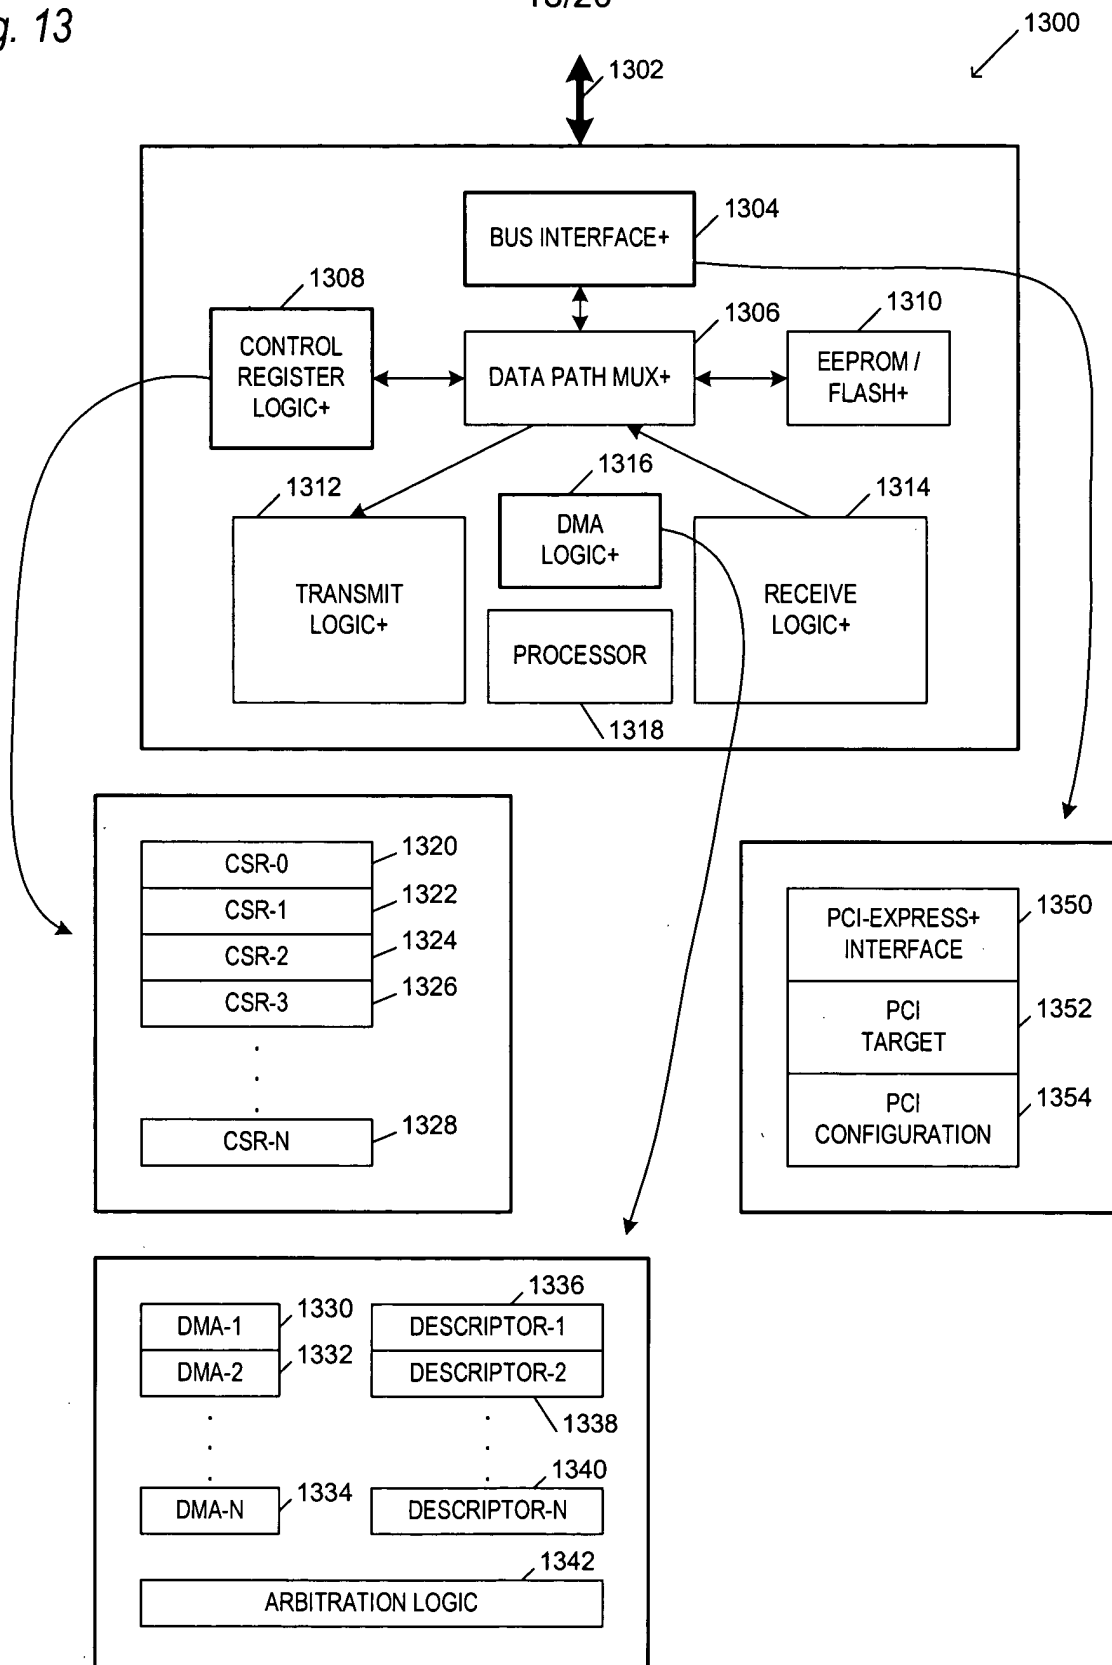 g. 13
1300
1302
1304
BUS INTERFACE+
1308
1306
1310
CONTROL
REGISTER
LOGIC+
DATA PATH MUX+
EEPROM /
FLASH+
1312
1316
1314
DMA
LOGIC+
TRANSMIT
LOGIC+
RECEIVE
LOGIC+
PROCESSOR
1318
CSR-0
1320
CSR-1
1322
CSR-2
1324
CSR-3
1326
CSR-N
1328
PCI-EXPRESS+
INTERFACE
1350
PCI
TARGET
1352
PCI
CONFIGURATION
1354
DMA-1
1330
DMA-2
1332
DMA-N
1334
1336
DESCRIPTOR-1
DESCRIPTOR-2
1338
1340
DESCRIPTOR-N
1342
ARBITRATION LOGIC